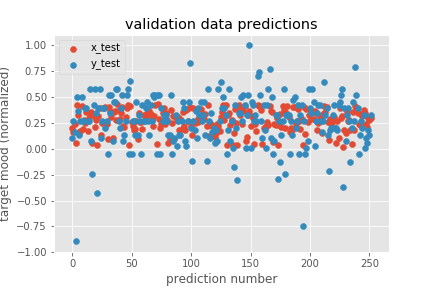 validation data predictions
x_test
y_test
target mood (normalized)
1.00
0.75
0.50
0.25
0.00
−0.25
−0.50
−0.75
−1.00
0 50 100 150 200 250
prediction number